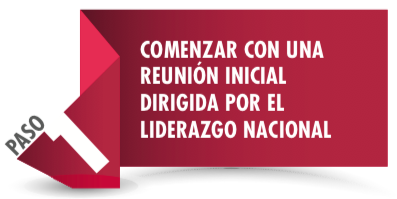 PASO 1
COMENZAR CON UNA
REUNIÓN INICIAL
DIRIGIDA POR EL
LIDERAZGO NACIONAL